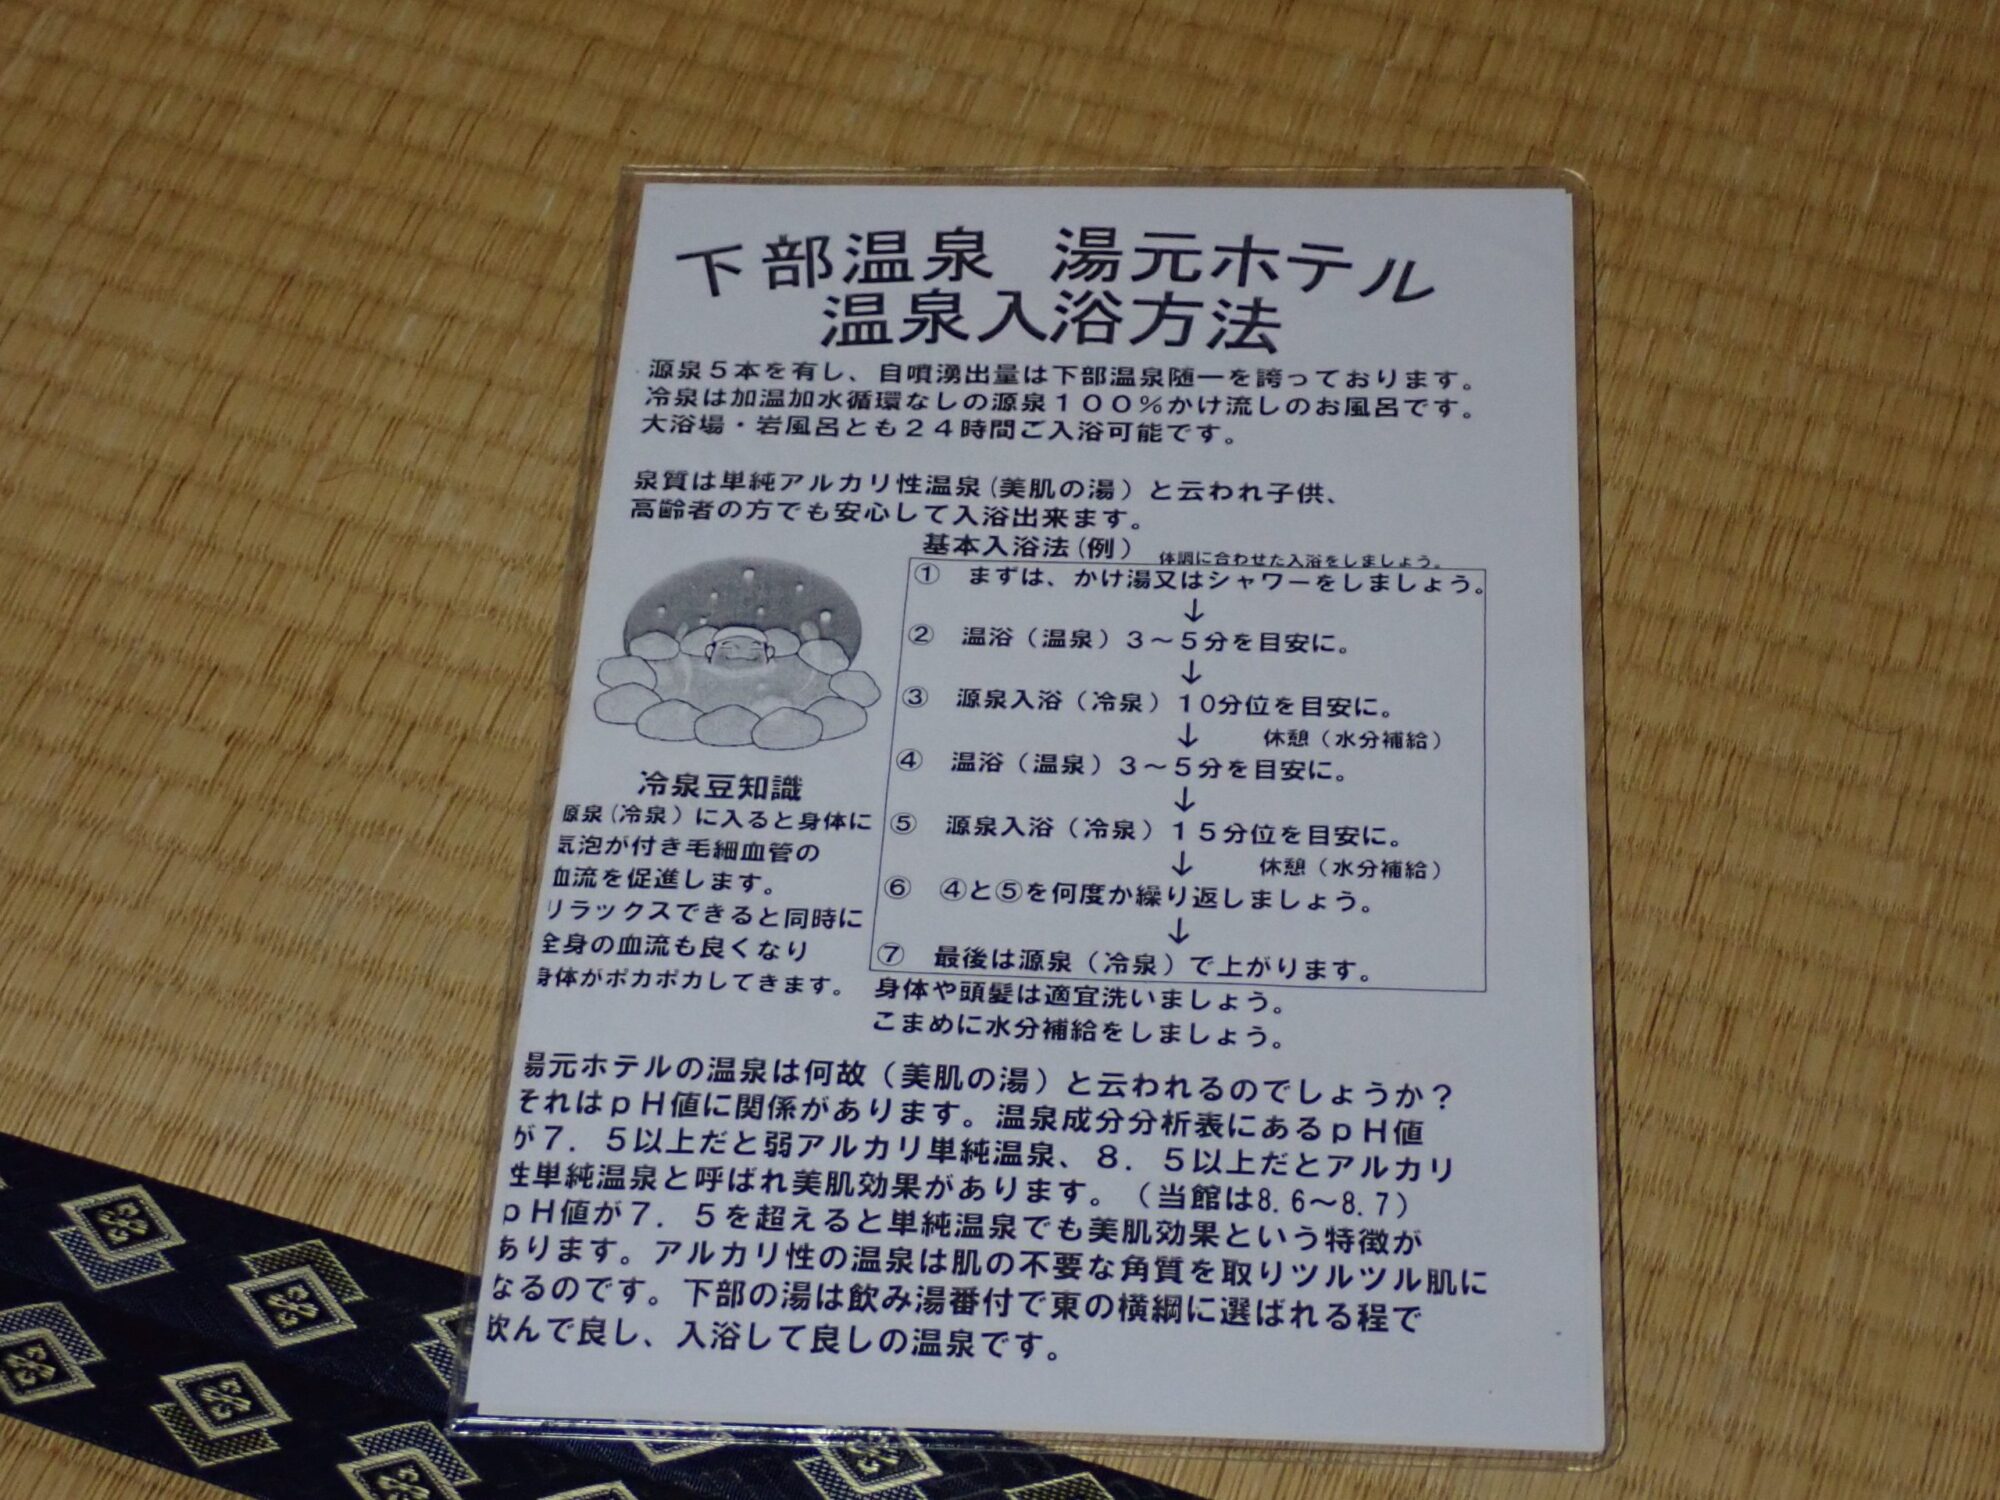 下部温泉 湯元ホテル
温泉入浴方法
源泉５本を有し、自噴湧出量は下部温泉随一を誇っております。
冷泉は加温加水循環なしの源泉１００％かけ流しのお風呂です。
大浴場・岩風呂とも２４時間ご入浴可能です。
泉質は単純アルカリ性温泉(美肌の湯）と云われ子供、
高齢者の方でも安心して入浴出来ます。
基本入浴法(例） 体調に合わせた入浴をしましょう。
① まずは、かけ湯又はシャワーをしましょう。
↓
② 温浴（温泉）３～５分を目安に。
↓
③ 源泉入浴（冷泉）１０分位を目安に。
↓ 休憩（水分補給）
④ 温浴（温泉）３～５分を目安に。
↓
⑤ 源泉入浴（冷泉）１５分位を目安に。
↓ 休憩（水分補給）
⑥ ④と⑤を何度か繰り返しましょう。
↓
⑦ 最後は源泉（冷泉）で上がります。
身体や頭髪は適宜洗いましょう。
こまめに水分補給をしましょう。
冷泉豆知識
源泉(冷泉）に入ると身体に
気泡が付き毛細血管の
血流を促進します。
リラックスできると同時に
全身の血流も良くなり
身体がポカポカしてきます。
湯元ホテルの温泉は何故（美肌の湯）と云われるのでしょうか？
それはｐＨ値に関係があります。温泉成分分析表にあるｐＨ値
が７．５以上だと弱アルカリ単純温泉、８．５以上だとアルカリ
性単純温泉と呼ばれ美肌効果があります。（当館は8.6～8.7）
ｐＨ値が７．５を超えると単純温泉でも美肌効果という特徴が
あります。アルカリ性の温泉は肌の不要な角質を取りツルツル肌に
なるのです。下部の湯は飲み湯番付で東の横綱に選ばれる程で
飲んで良し、入浴して良しの温泉です。